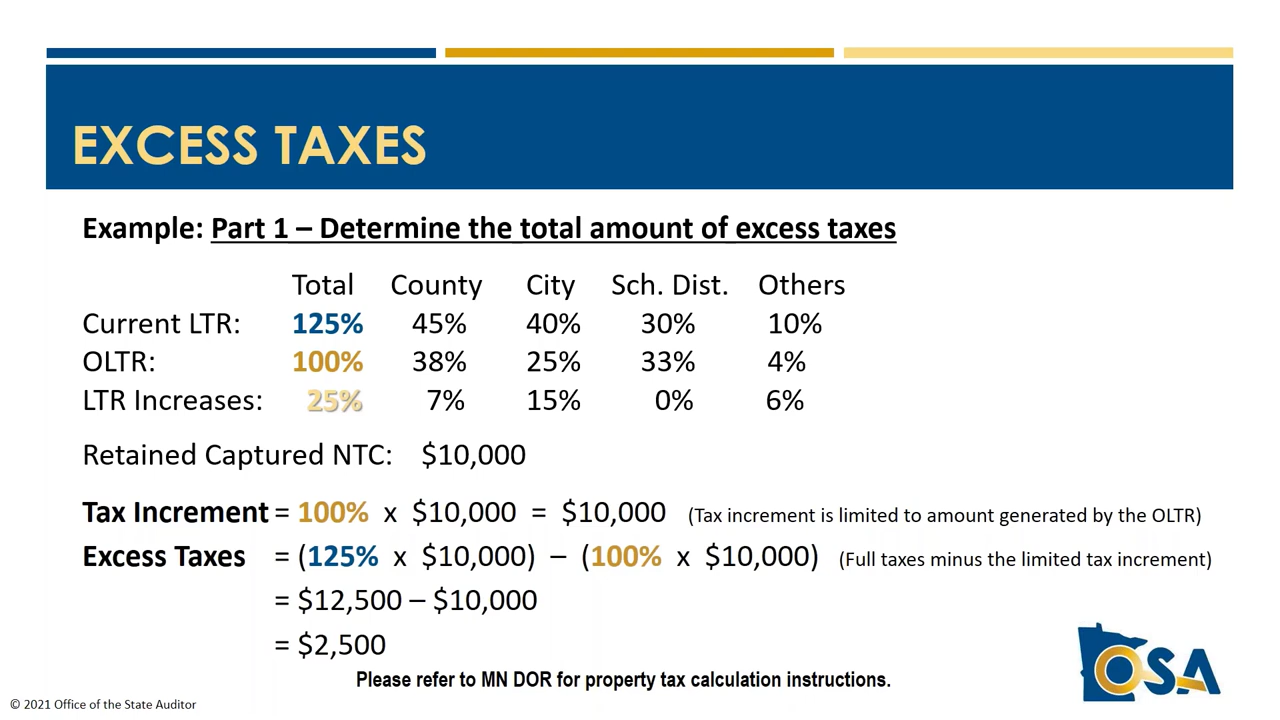 EXCESS TAXES
Example: Part 1 – Determine the total amount of excess taxes
Total County City Sch. Dist. Others
Current LTR: 125% 45% 40% 30% 10%
OLTR: 100% 38% 25% 33% 4%
LTR Increases: 25% 7% 15% 0% 6%
Retained Captured NTC: $10,000
Tax Increment = 100% x $10,000 = $10,000 (Tax increment is limited to amount generated by the OLTR)
Excess Taxes = (125% x $10,000) – (100% x $10,000) (Full taxes minus the limited tax increment)
= $12,500 – $10,000
= $2,500
Please refer to MN DOR for property tax calculation instructions.
OSA
© 2021 Office of the State Auditor